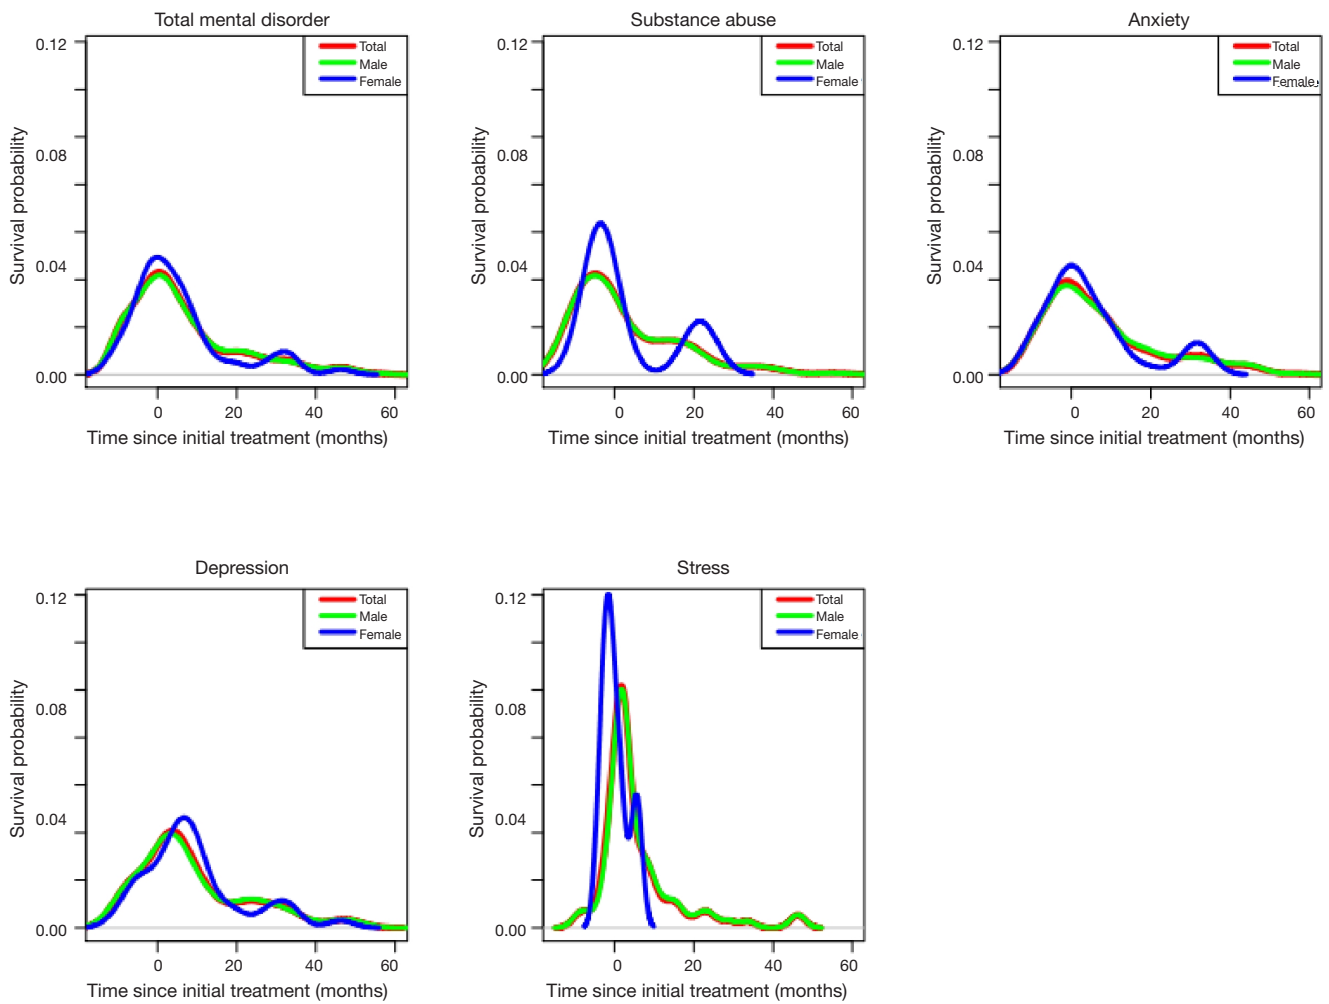 Total mental disorder
Survival probability
0.12
0.08
0.04
0.00
Total
Male
Female
0 20 40 60
Time since initial treatment (months)
Substance abuse
Survival probability
0.12
0.08
0.04
0.00
Total
Male
Female
0 20 40 60
Time since initial treatment (months)
Anxiety
Survival probability
0.12
0.08
0.04
0.00
Total
Male
Female
0 20 40 60
Time since initial treatment (months)
Depression
Survival probability
0.12
0.08
0.04
0.00
Total
Male
Female
0 20 40 60
Time since initial treatment (months)
Stress
Survival probability
0.12
0.08
0.04
0.00
Total
Male
Female
0 20 40 60
Time since initial treatment (months)